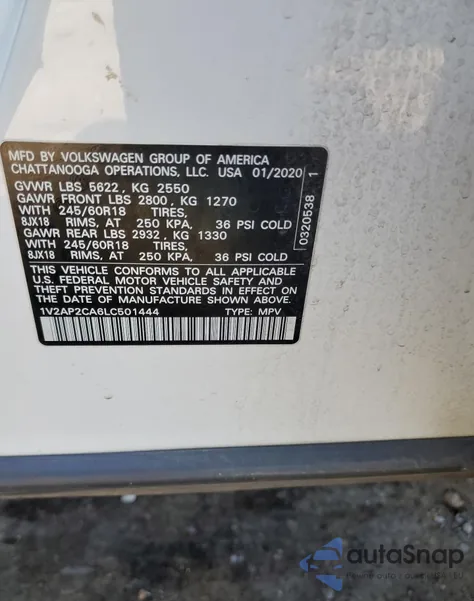 MFD BY VOLKSWAGEN GROUP OF AMERICA
CHATTANOOGA OPERATIONS, LLC. USA 01/2020
GVWR LBS 5622, KG 2550
GAWR FRONT LBS 2800, KG 1270
WITH 245/60R18 TIRES,
8JX18 RIMS, AT 250 KPA, 36 PSI COLD
GAWR REAR LBS 2932, KG 1330
WITH 245/60R18 TIRES,
8JX18 RIMS, AT 250 KPA, 36 PSI COLD
THIS VEHICLE CONFORMS TO ALL APPLICABLE
U.S. FEDERAL MOTOR VEHICLE SAFETY AND
THEFT PREVENTION STANDARDS IN EFFECT ON
THE DATE OF MANUFACTURE SHOWN ABOVE.
1V2AP2CA6LC501444 TYPE: MPV
0320538 1
autoSnap